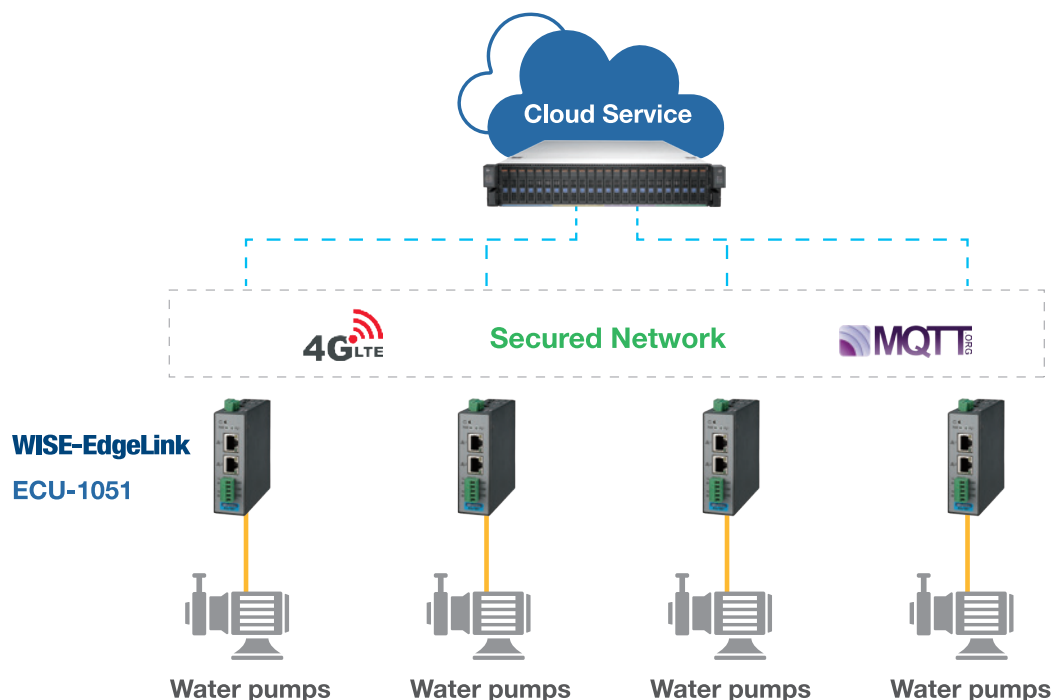 Cloud Service
4G LTE
Secured Network
MQTT.ORG
WISE-EdgeLink
ECU-1051
Water pumps Water pumps Water pumps Water pumps